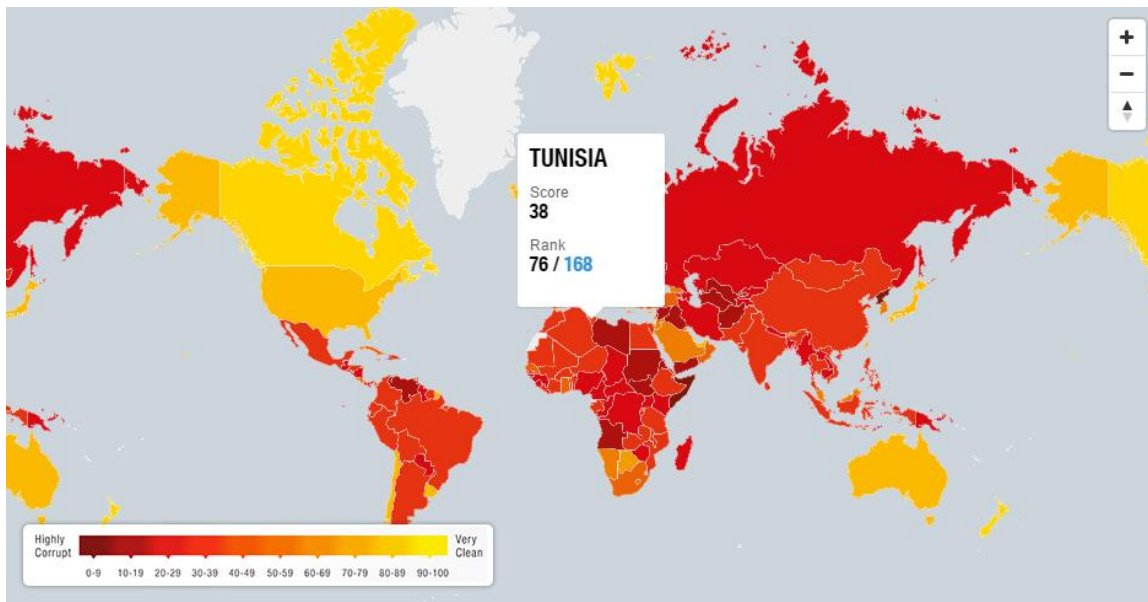 +
−
TUNISIA
Score
38
Rank
76 / 168
Highly
Corrupt
Very
Clean
0-9 10-19 20-29 30-39 40-49 50-59 60-69 70-79 80-89 90-100